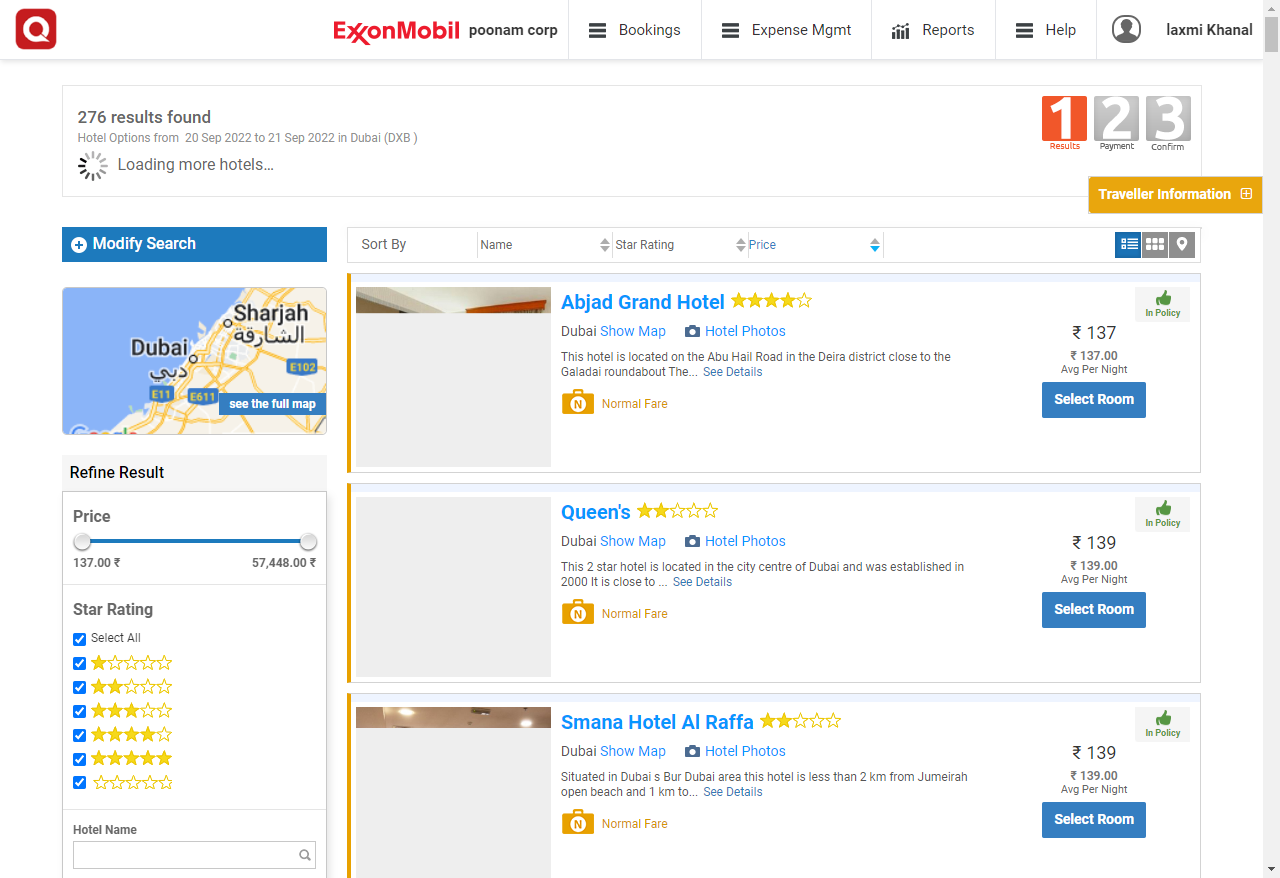 Q
ExxonMobil poonam corp
Bookings
Expense Mgmt
Reports
Help
laxmi Khanal
276 results found
Hotel Options from 20 Sep 2022 to 21 Sep 2022 in Dubai (DXB )
Loading more hotels...
1 2 3
Results Payment Confirm
Traveller Information
Modify Search
Sharjah
الشارقة
Dubai
دبي
E102
E11
E611
see the full map
Google
Refine Result
Price
137.00 ₹ 57,448.00 ₹
Star Rating
Select All
Hotel Name
Sort By Name Star Rating Price
Abjad Grand Hotel
Dubai Show Map Hotel Photos
This hotel is located on the Abu Hail Road in the Deira district close to the
Galadai roundabout The... See Details
N Normal Fare
In Policy
₹ 137
₹ 137.00
Avg Per Night
Select Room
Queen's
Dubai Show Map Hotel Photos
This 2 star hotel is located in the city centre of Dubai and was established in
2000 It is close to ... See Details
N Normal Fare
In Policy
₹ 139
₹ 139.00
Avg Per Night
Select Room
Smana Hotel Al Raffa
Dubai Show Map Hotel Photos
Situated in Dubai s Bur Dubai area this hotel is less than 2 km from Jumeirah
open beach and 1 km to... See Details
N Normal Fare
In Policy
₹ 139
₹ 139.00
Avg Per Night
Select Room